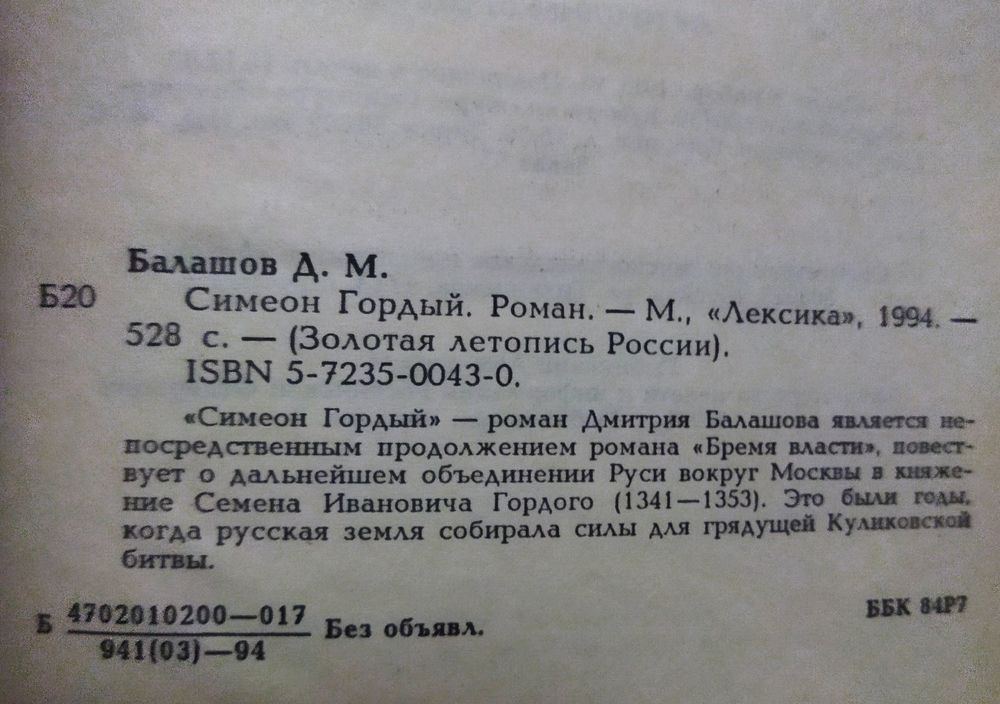 Балашов Д. М.
Б20 Симеон Гордый. Роман. — М., «Лексика», 1994. —
528 с. — (Золотая летопись России).
ISBN 5-7235-0043-0.
«Симеон Гордый» — роман Дмитрия Балашова является не-
посредственным продолжением романа «Бремя власти», повест-
вует о дальнейшем объединении Руси вокруг Москвы в княже-
ние Семена Ивановича Гордого (1341—1353). Это были годы,
когда русская земля собирала силы для грядущей Куликовской
битвы.
Б 4702010200—017 Без объявл.
941(03)—94
ББК 84Р7